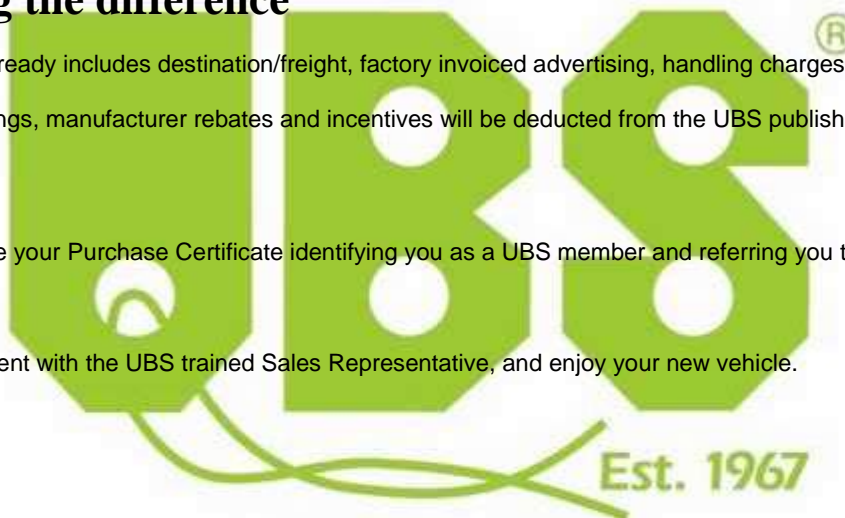 g the difference
ready includes destination/freight, factory invoiced advertising, handling charges
ngs, manufacturer rebates and incentives will be deducted from the UBS publish
e your Purchase Certificate identifying you as a UBS member and referring you t
ent with the UBS trained Sales Representative, and enjoy your new vehicle.
UBS®
Est. 1967